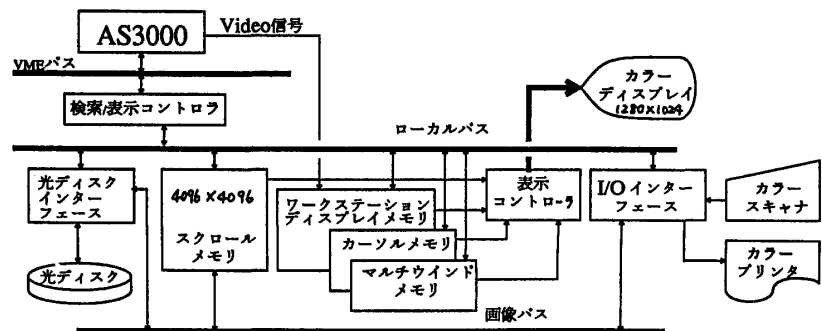 AS3000
Video信号
VMEバス
検索/表示コントロラ
ローカルバス
カラー
ディスプレイ
1280×1024
光ディスク
インター
フェース
4096×4096
スクロール
メモリ
ワークステーション
ディスプレイメモリ
カーソルメモリ
マルチウインド
メモリ
表示
コントローラ
I/Oインター
フェース
カラー
スキャナ
カラー
プリンタ
光ディスク
画像バス